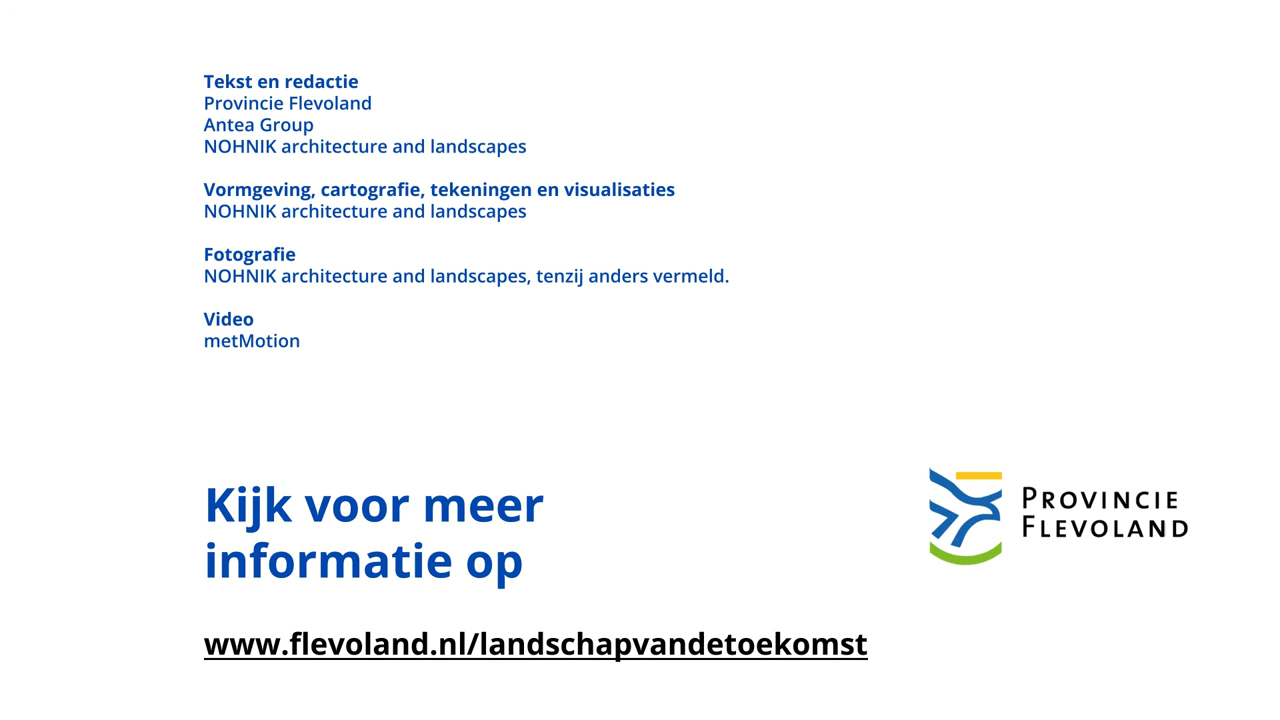 Tekst en redactie
Provincie Flevoland
Antea Group
NOHNIK architecture and landscapes
Vormgeving, cartografie, tekeningen en visualisaties
NOHNIK architecture and landscapes
Fotografie
NOHNIK architecture and landscapes, tenzij anders vermeld.
Video
metMotion
Kijk voor meer
informatie op
www.flevoland.nl/landschapvandetoekomst
PROVINCIE
FLEVOLAND